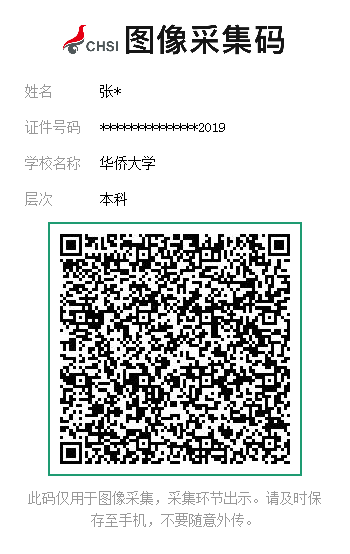 CHSI 图像采集码
姓名 张*
证件号码 **************2019
学校名称 华侨大学
层次 本科
此码仅用于图像采集，采集环节出示。请及时保
存至手机，不要随意外传。